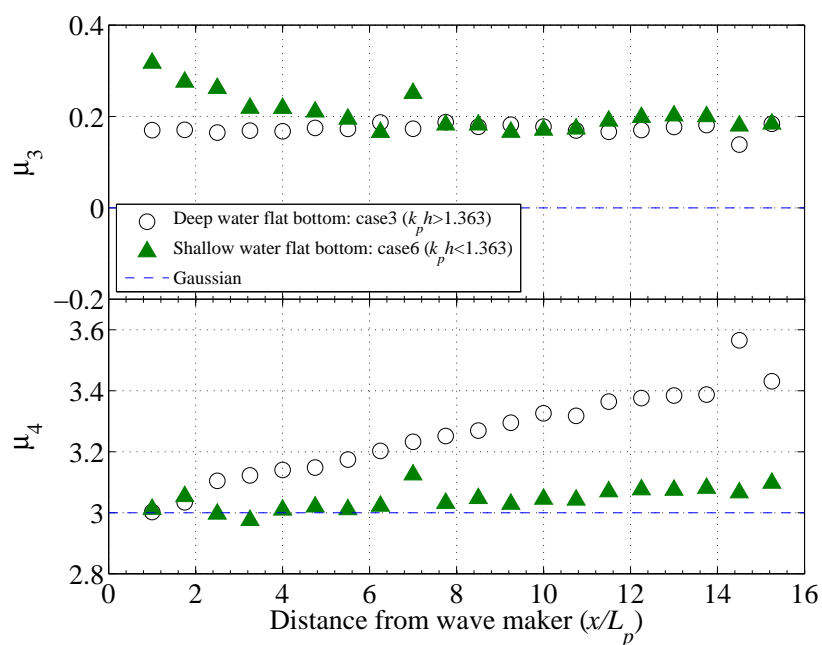 0.4
0.2
0
−0.2
μ3
Deep water flat bottom: case3 (kph>1.363)
Shallow water flat bottom: case6 (kph<1.363)
Gaussian
3.6
3.4
3.2
3
2.8
μ4
0 2 4 6 8 10 12 14 16
Distance from wave maker (x/Lp)